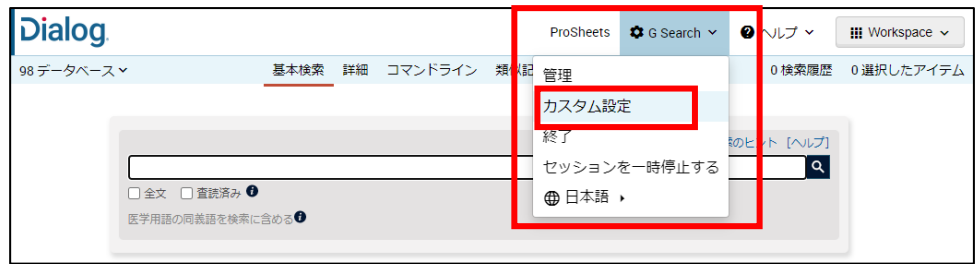 Dialog
ProSheets G Search ヘルプ Workspace
98 データベース 基本検索 詳細 コマンドライン 類似記 0 検索履歴 0 選択したアイテム
管理
カスタム設定
終了
のヒント [ヘルプ]
セッションを一時停止する
全文 査読済み
日本語
医学用語の同義語を検索に含める